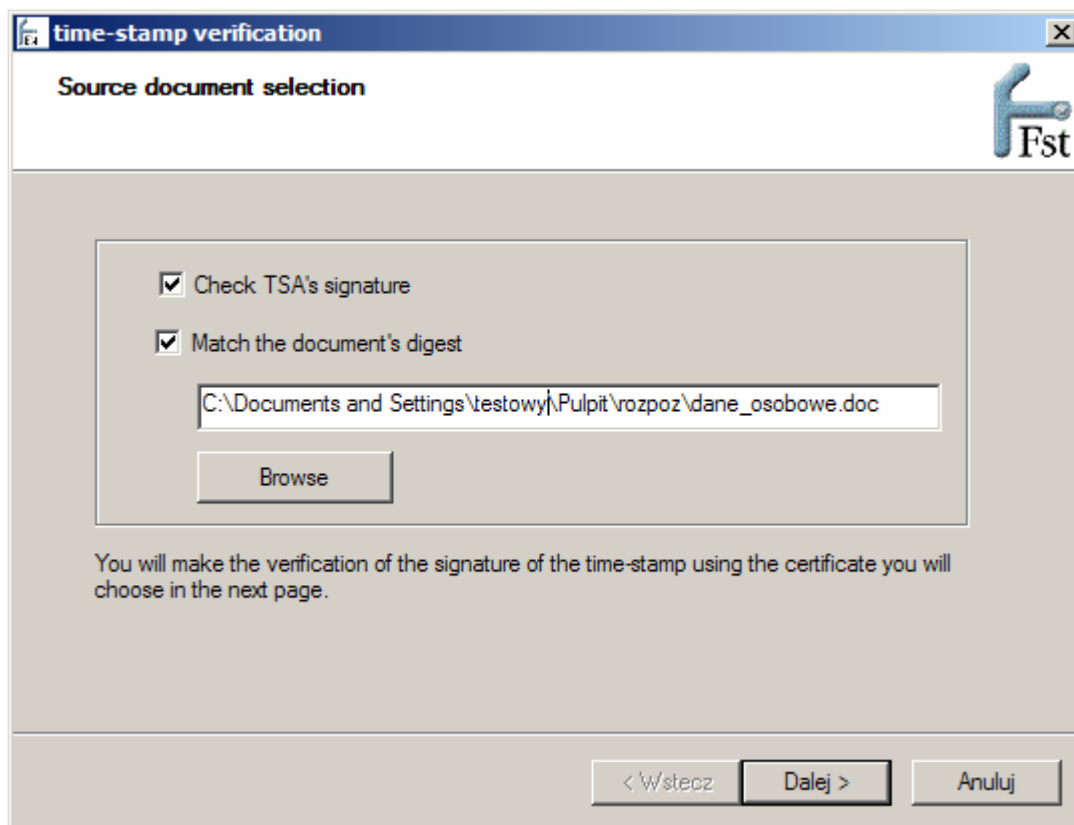 time-stamp verification
Source document selection
Fst
Check TSA's signature
Match the document's digest
C:\Documents and Settings\testowy\Pulpit\rozpoz\dane_osobowe.doc
Browse
You will make the verification of the signature of the time-stamp using the certificate you will
choose in the next page.
< Wstecz
Dalej >
Anuluj